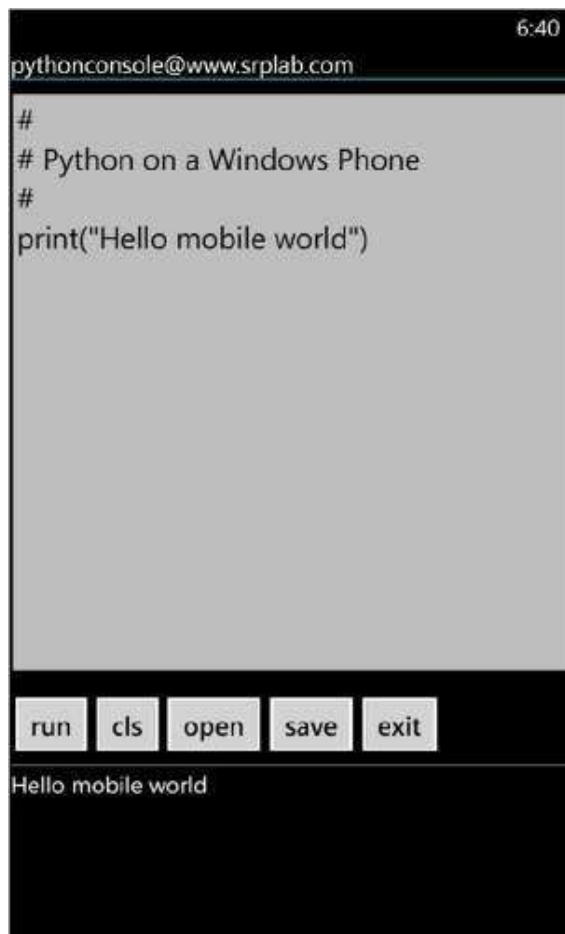 6:40
pythonconsole@www.srplab.com
#
# Python on a Windows Phone
#
print("Hello mobile world")
run cls open save exit
Hello mobile world